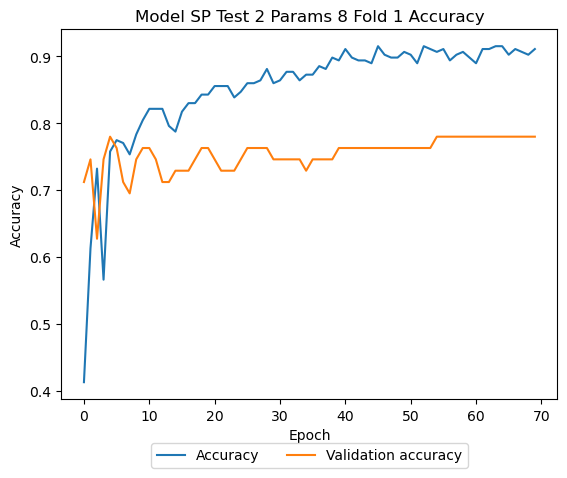 Model SP Test 2 Params 8 Fold 1 Accuracy
Accuracy
0.9
0.8
0.7
0.6
0.5
0.4
0 10 20 30 40 50 60 70
Epoch
Accuracy Validation accuracy